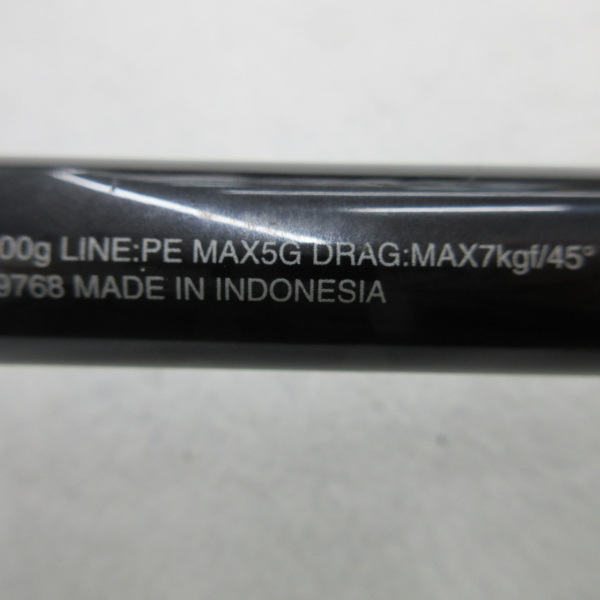 00g LINE:PE MAX5G DRAG:MAX7kgf/45°
9768 MADE IN INDONESIA